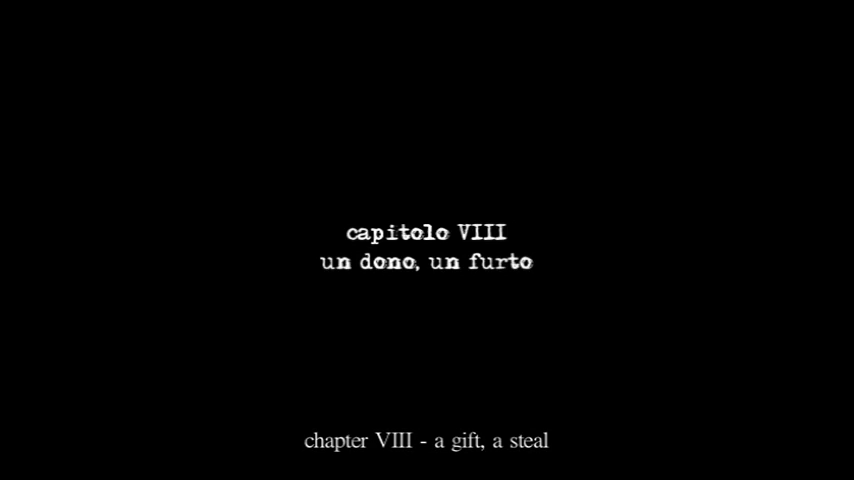 capitolo VIII
un dono, un furto
chapter VIII - a gift, a steal